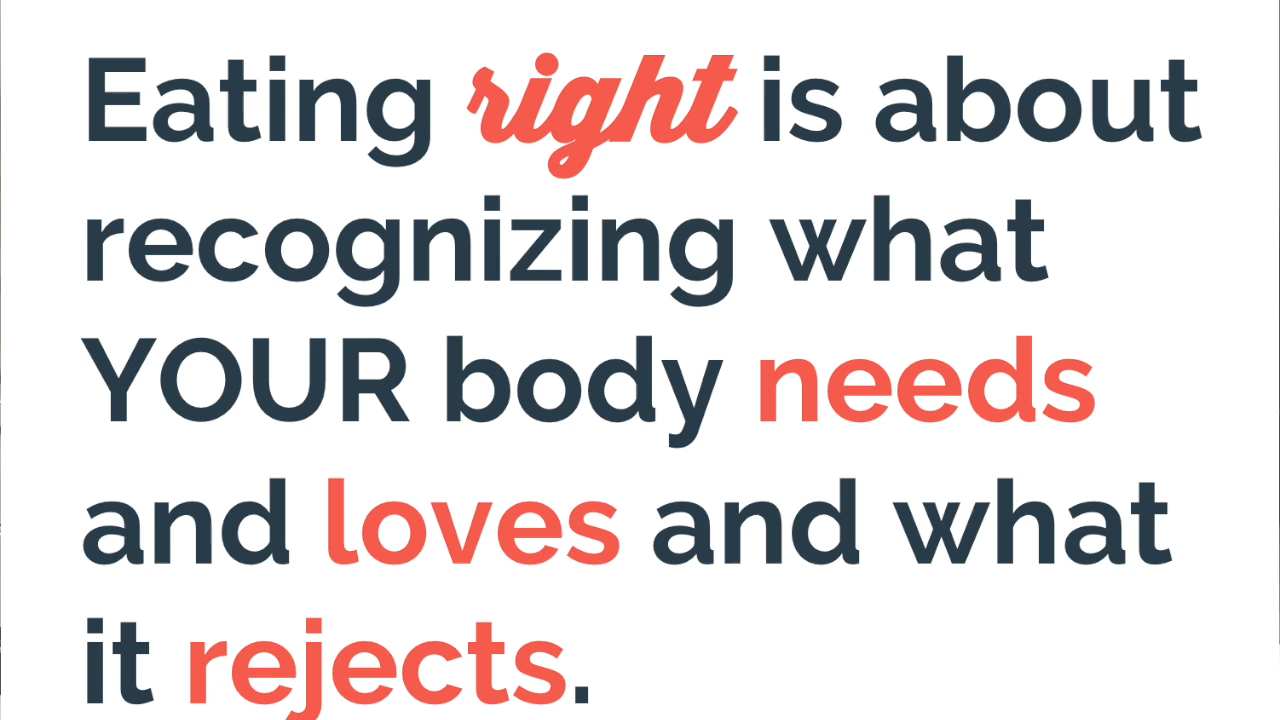 Eating right is about
recognizing what
YOUR body needs
and loves and what
it rejects.